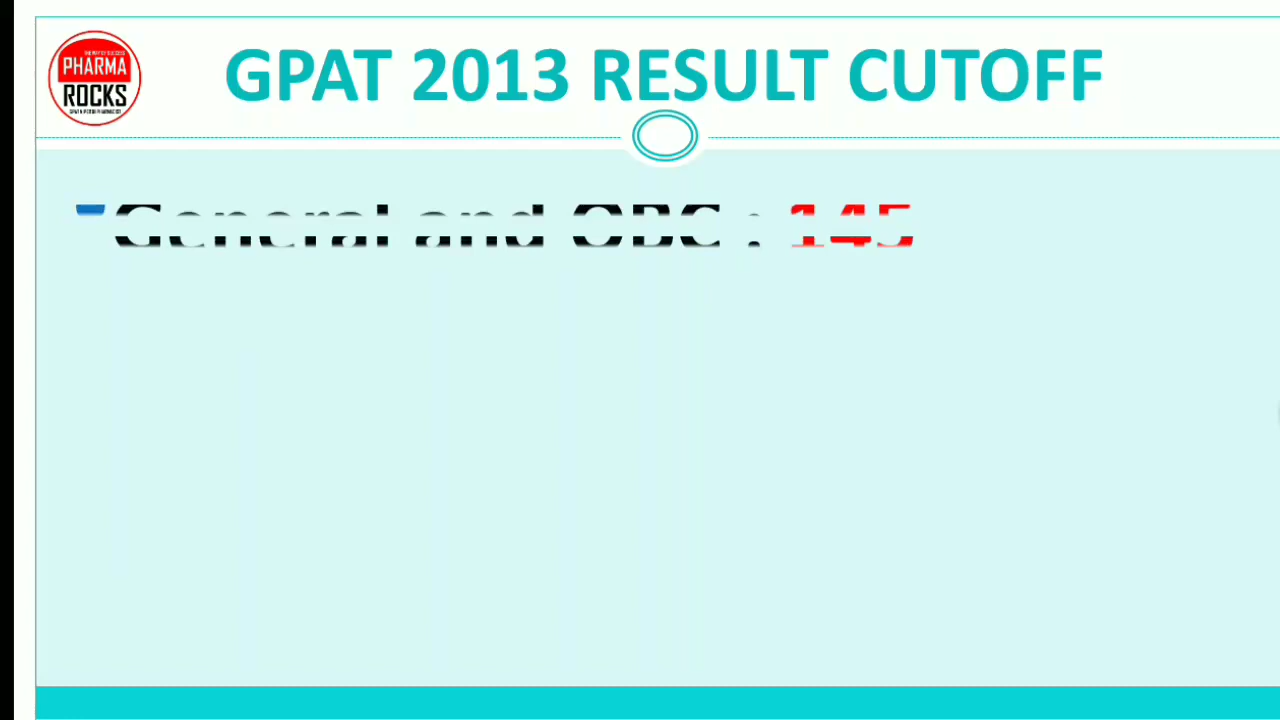 PHARMA
ROCKS
GPAT 2013 RESULT CUTOFF
General and OBC : 145